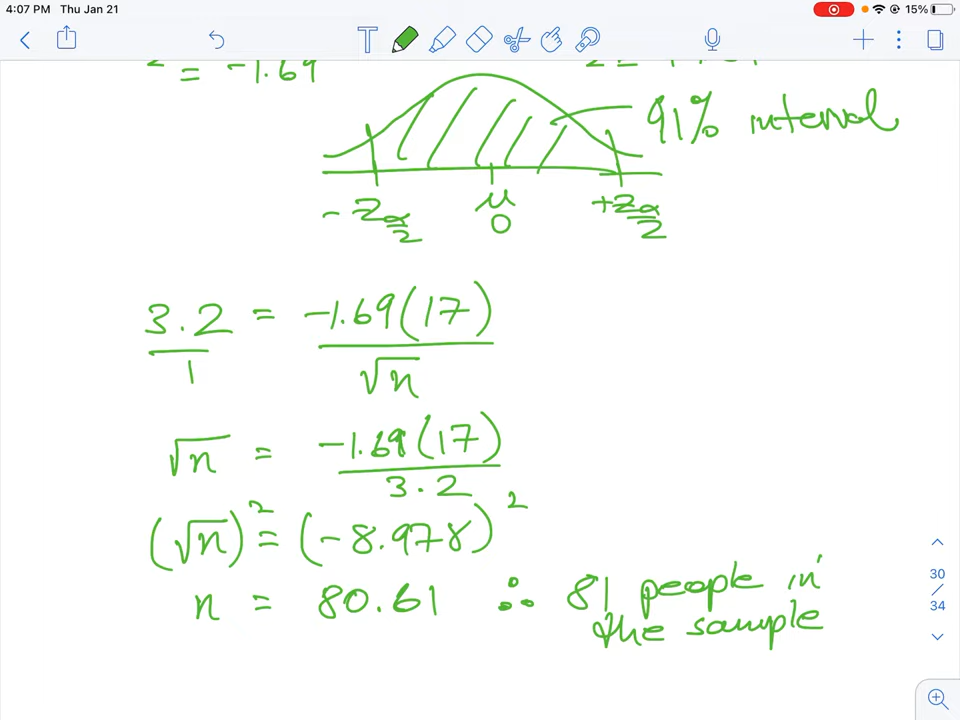 4:07 PM Thu Jan 21
15%
T
= -1.69
91% interval
-Zα/2
μ
0
+Zα/2
3.2/1 = -1.69(17)/√n
√n = -1.69(17)/3.2
(√n)² = (-8.978)²
n = 80.61 ∴ 81 people in
the sample
30
/
34